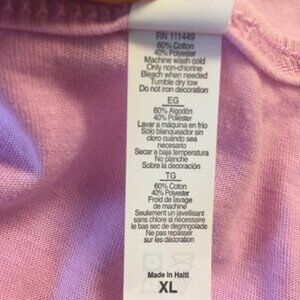 RN 111449
60% Cotton
40% Polyester
Machine wash cold
Only non-chlorine
Bleach when needed
Tumble dry low
Do not iron decoration
EG
60% Algodón
40% Poliéster
Lavar a máquina en frio
Sólo blanqueador sin
cloro cuando sea
necesario
Secar a baja temperatura
No planche
Sobre la decoración
TG
60% Coton
40% Polyester
Froid de lavage
de machine
Seulement un javellisant
sans chlore si nécessaire
le bas sec de degringolade
Ne pas repasser
sur les décoration
Made in Haiti
XL